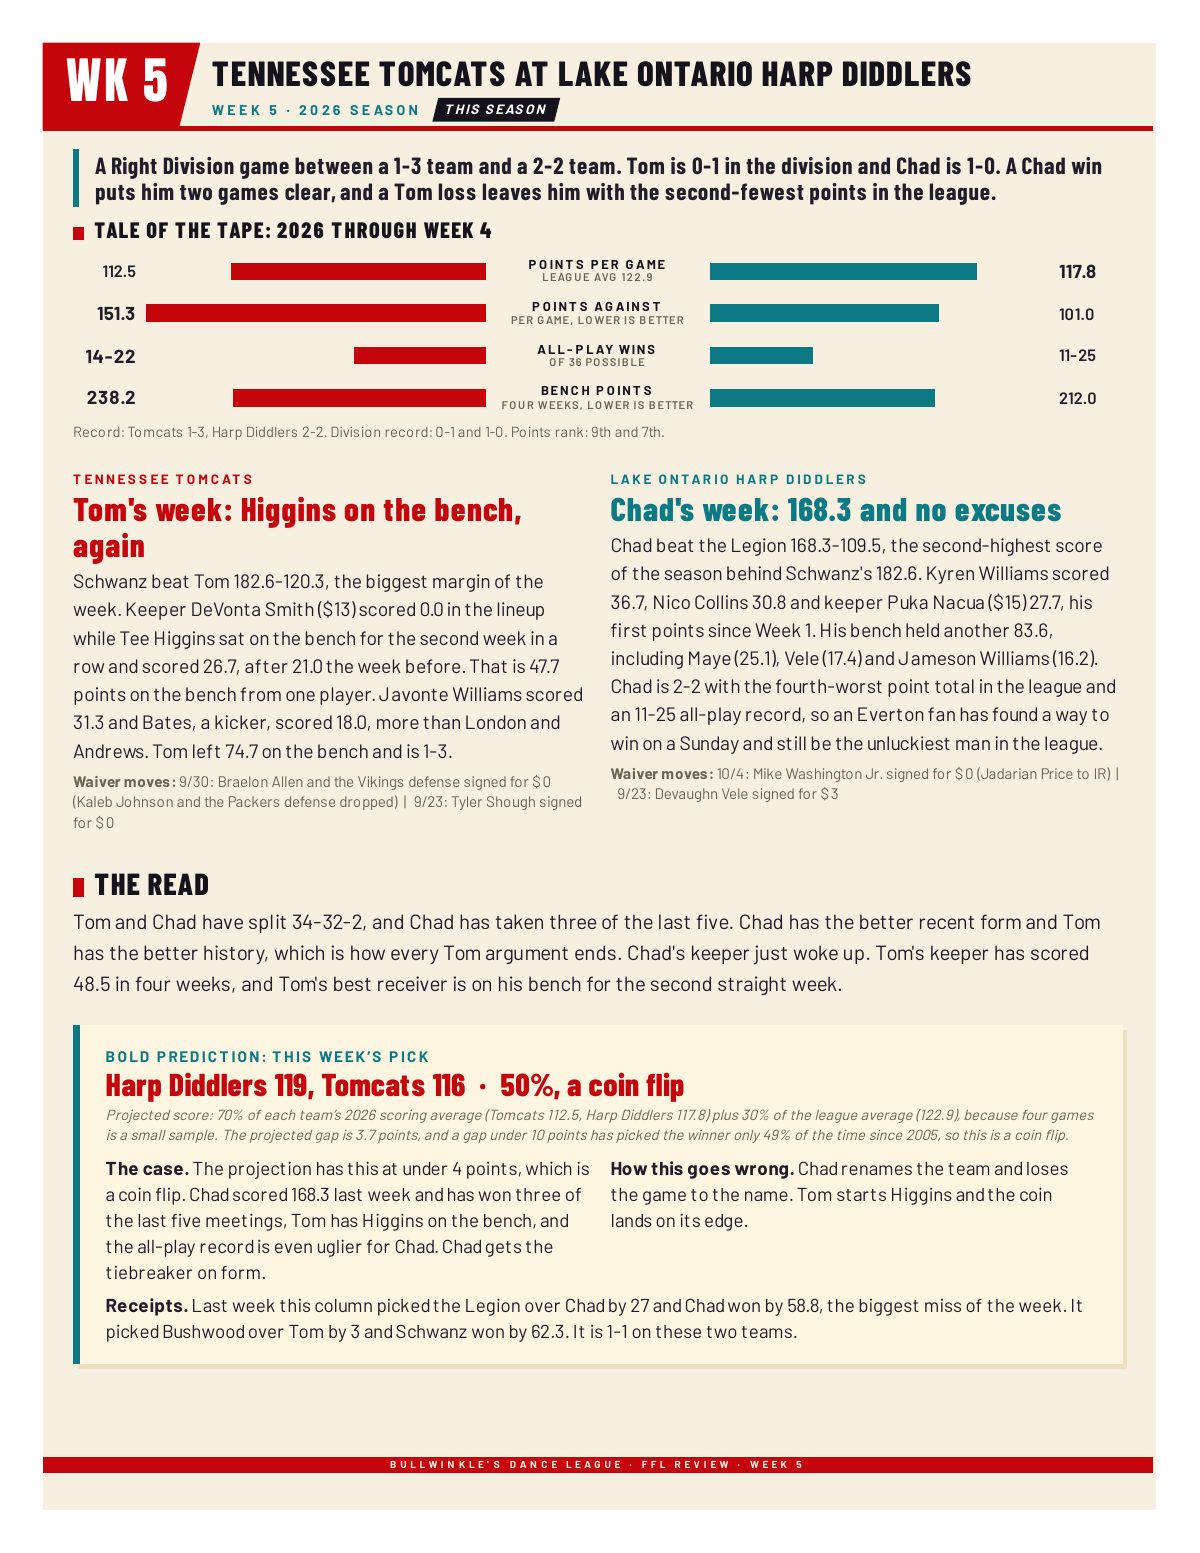 WK 5
TENNESSEE TOMCATS AT LAKE ONTARIO HARP DIDDLERS
WEEK 5 · 2026 SEASON THIS SEASON
A Right Division game between a 1-3 team and a 2-2 team. Tom is 0-1 in the division and Chad is 1-0. A Chad win
puts him two games clear, and a Tom loss leaves him with the second-fewest points in the league.
TALE OF THE TAPE: 2026 THROUGH WEEK 4
112.5 POINTS PER GAME 117.8
LEAGUE AVG 122.9
151.3 POINTS AGAINST 101.0
PER GAME, LOWER IS BETTER
14-22 ALL-PLAY WINS 11-25
OF 36 POSSIBLE
238.2 BENCH POINTS 212.0
FOUR WEEKS, LOWER IS BETTER
Record: Tomcats 1-3, Harp Diddlers 2-2. Division record: 0-1 and 1-0. Points rank: 9th and 7th.
TENNESSEE TOMCATS
Tom's week: Higgins on the bench,
again
Schwanz beat Tom 182.6-120.3, the biggest margin of the
week. Keeper DeVonta Smith ($13) scored 0.0 in the lineup
while Tee Higgins sat on the bench for the second week in a
row and scored 26.7, after 21.0 the week before. That is 47.7
points on the bench from one player. Javonte Williams scored
31.3 and Bates, a kicker, scored 18.0, more than London and
Andrews. Tom left 74.7 on the bench and is 1-3.
Waiver moves: 9/30: Braelon Allen and the Vikings defense signed for $0
(Kaleb Johnson and the Packers defense dropped) | 9/23: Tyler Shough signed
for $0
LAKE ONTARIO HARP DIDDLERS
Chad's week: 168.3 and no excuses
Chad beat the Legion 168.3-109.5, the second-highest score
of the season behind Schwanz's 182.6. Kyren Williams scored
36.7, Nico Collins 30.8 and keeper Puka Nacua ($15) 27.7, his
first points since Week 1. His bench held another 83.6,
including Maye (25.1), Vele (17.4) and Jameson Williams (16.2).
Chad is 2-2 with the fourth-worst point total in the league and
an 11-25 all-play record, so an Everton fan has found a way to
win on a Sunday and still be the unluckiest man in the league.
Waiver moves: 10/4: Mike Washington Jr. signed for $0 (Jadarian Price to IR) |
9/23: Devaughn Vele signed for $3
THE READ
Tom and Chad have split 34-32-2, and Chad has taken three of the last five. Chad has the better recent form and Tom
has the better history, which is how every Tom argument ends. Chad's keeper just woke up. Tom's keeper has scored
48.5 in four weeks, and Tom's best receiver is on his bench for the second straight week.
BOLD PREDICTION: THIS WEEK'S PICK
Harp Diddlers 119, Tomcats 116 · 50%, a coin flip
Projected score: 70% of each team's 2026 scoring average (Tomcats 112.5, Harp Diddlers 117.8) plus 30% of the league average (122.9), because four games
is a small sample. The projected gap is 3.7 points, and a gap under 10 points has picked the winner only 49% of the time since 2005, so this is a coin flip.
The case. The projection has this at under 4 points, which is
a coin flip. Chad scored 168.3 last week and has won three of
the last five meetings, Tom has Higgins on the bench, and
the all-play record is even uglier for Chad. Chad gets the
tiebreaker on form.
How this goes wrong. Chad renames the team and loses
the game to the name. Tom starts Higgins and the coin
lands on its edge.
Receipts. Last week this column picked the Legion over Chad by 27 and Chad won by 58.8, the biggest miss of the week. It
picked Bushwood over Tom by 3 and Schwanz won by 62.3. It is 1-1 on these two teams.
BULLWINKLE'S DANCE LEAGUE · FFL REVIEW · WEEK 5